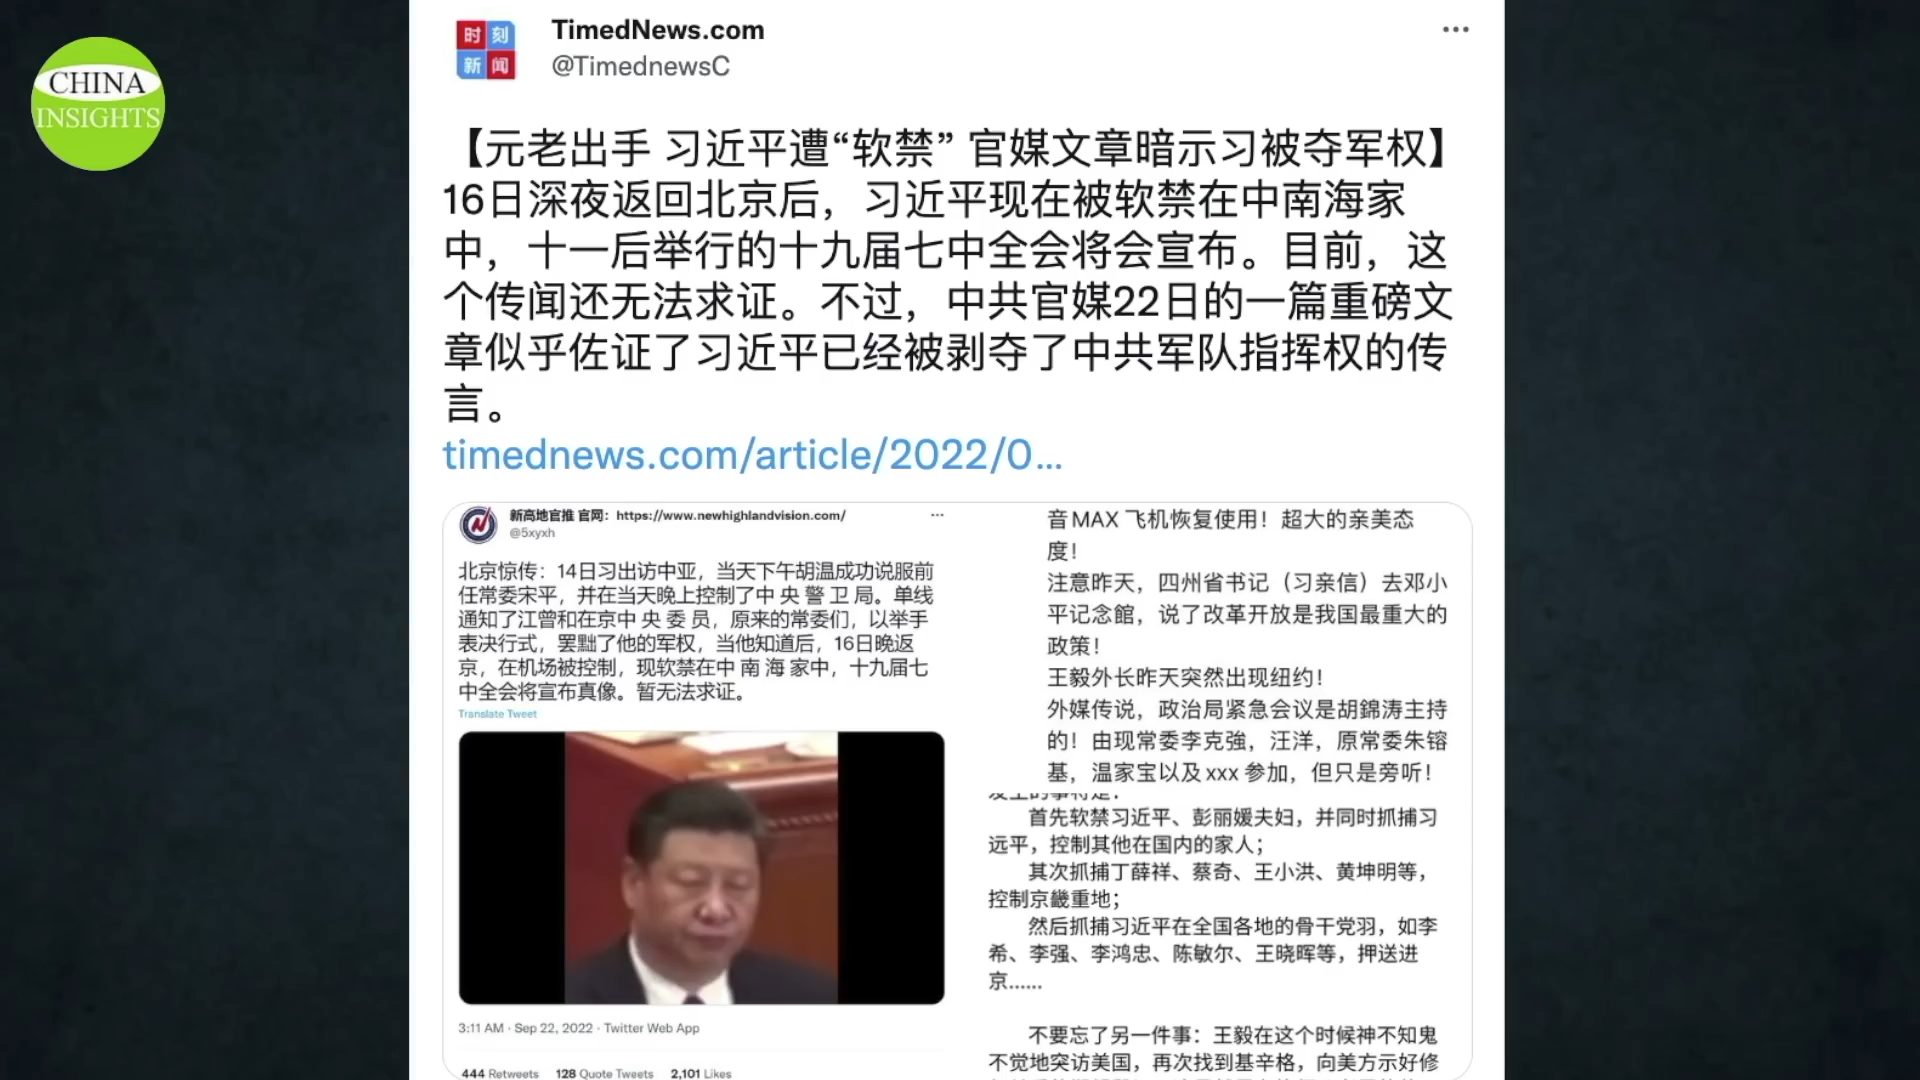 CHINA
INSIGHTS
时刻
新闻
TimedNews.com
@TimednewsC
【元老出手 习近平遭“软禁” 官媒文章暗示习被夺军权】
16日深夜返回北京后，习近平现在被软禁在中南海家
中，十一后举行的十九届七中全会将会宣布。目前，这
个传闻还无法求证。不过，中共官媒22日的一篇重磅文
章似乎佐证了习近平已经被剥夺了中共军队指挥权的传
言。
timednews.com/article/2022/0...
新高地官推 官网：https://www.newhighlandvision.com/
@5xyxh
北京惊传：14日习出访中亚，当天下午胡温成功说服前
任常委宋平，并在当天晚上控制了中 央 警 卫 局。单线
通知了江曾和在京中 央 委 员，原来的常委们，以举手
表决行式，罢黜了他的军权，当他知道后，16日晚返
京，在机场被控制，现软禁在中 南 海 家中，十九届七
中全会将宣布真像。暂无法求证。
Translate Tweet
3:11 AM · Sep 22, 2022 · Twitter Web App
444 Retweets 128 Quote Tweets 2,101 Likes
音MAX 飞机恢复使用！超大的亲美态
度！
注意昨天，四州省书记（习亲信）去邓小
平记念館，说了改革开放是我国最重大的
政策！
王毅外长昨天突然出现纽约！
外媒传说，政治局紧急会议是胡錦涛主持
的！由现常委李克強，汪洋，原常委朱镕
基，温家宝以及xxx 参加，但只是旁听！
首先软禁习近平、彭丽媛夫妇，并同时抓捕习
远平，控制其他在国内的家人；
其次抓捕丁薛祥、蔡奇、王小洪、黄坤明等，
控制京畿重地；
然后抓捕习近平在全国各地的骨干党羽，如李
希、李强、李鸿忠、陈敏尔、王晓晖等，押送进
京......
不要忘了另一件事：王毅在这个时候神不知鬼
不觉地突访美国，再次找到基辛格，向美方示好修